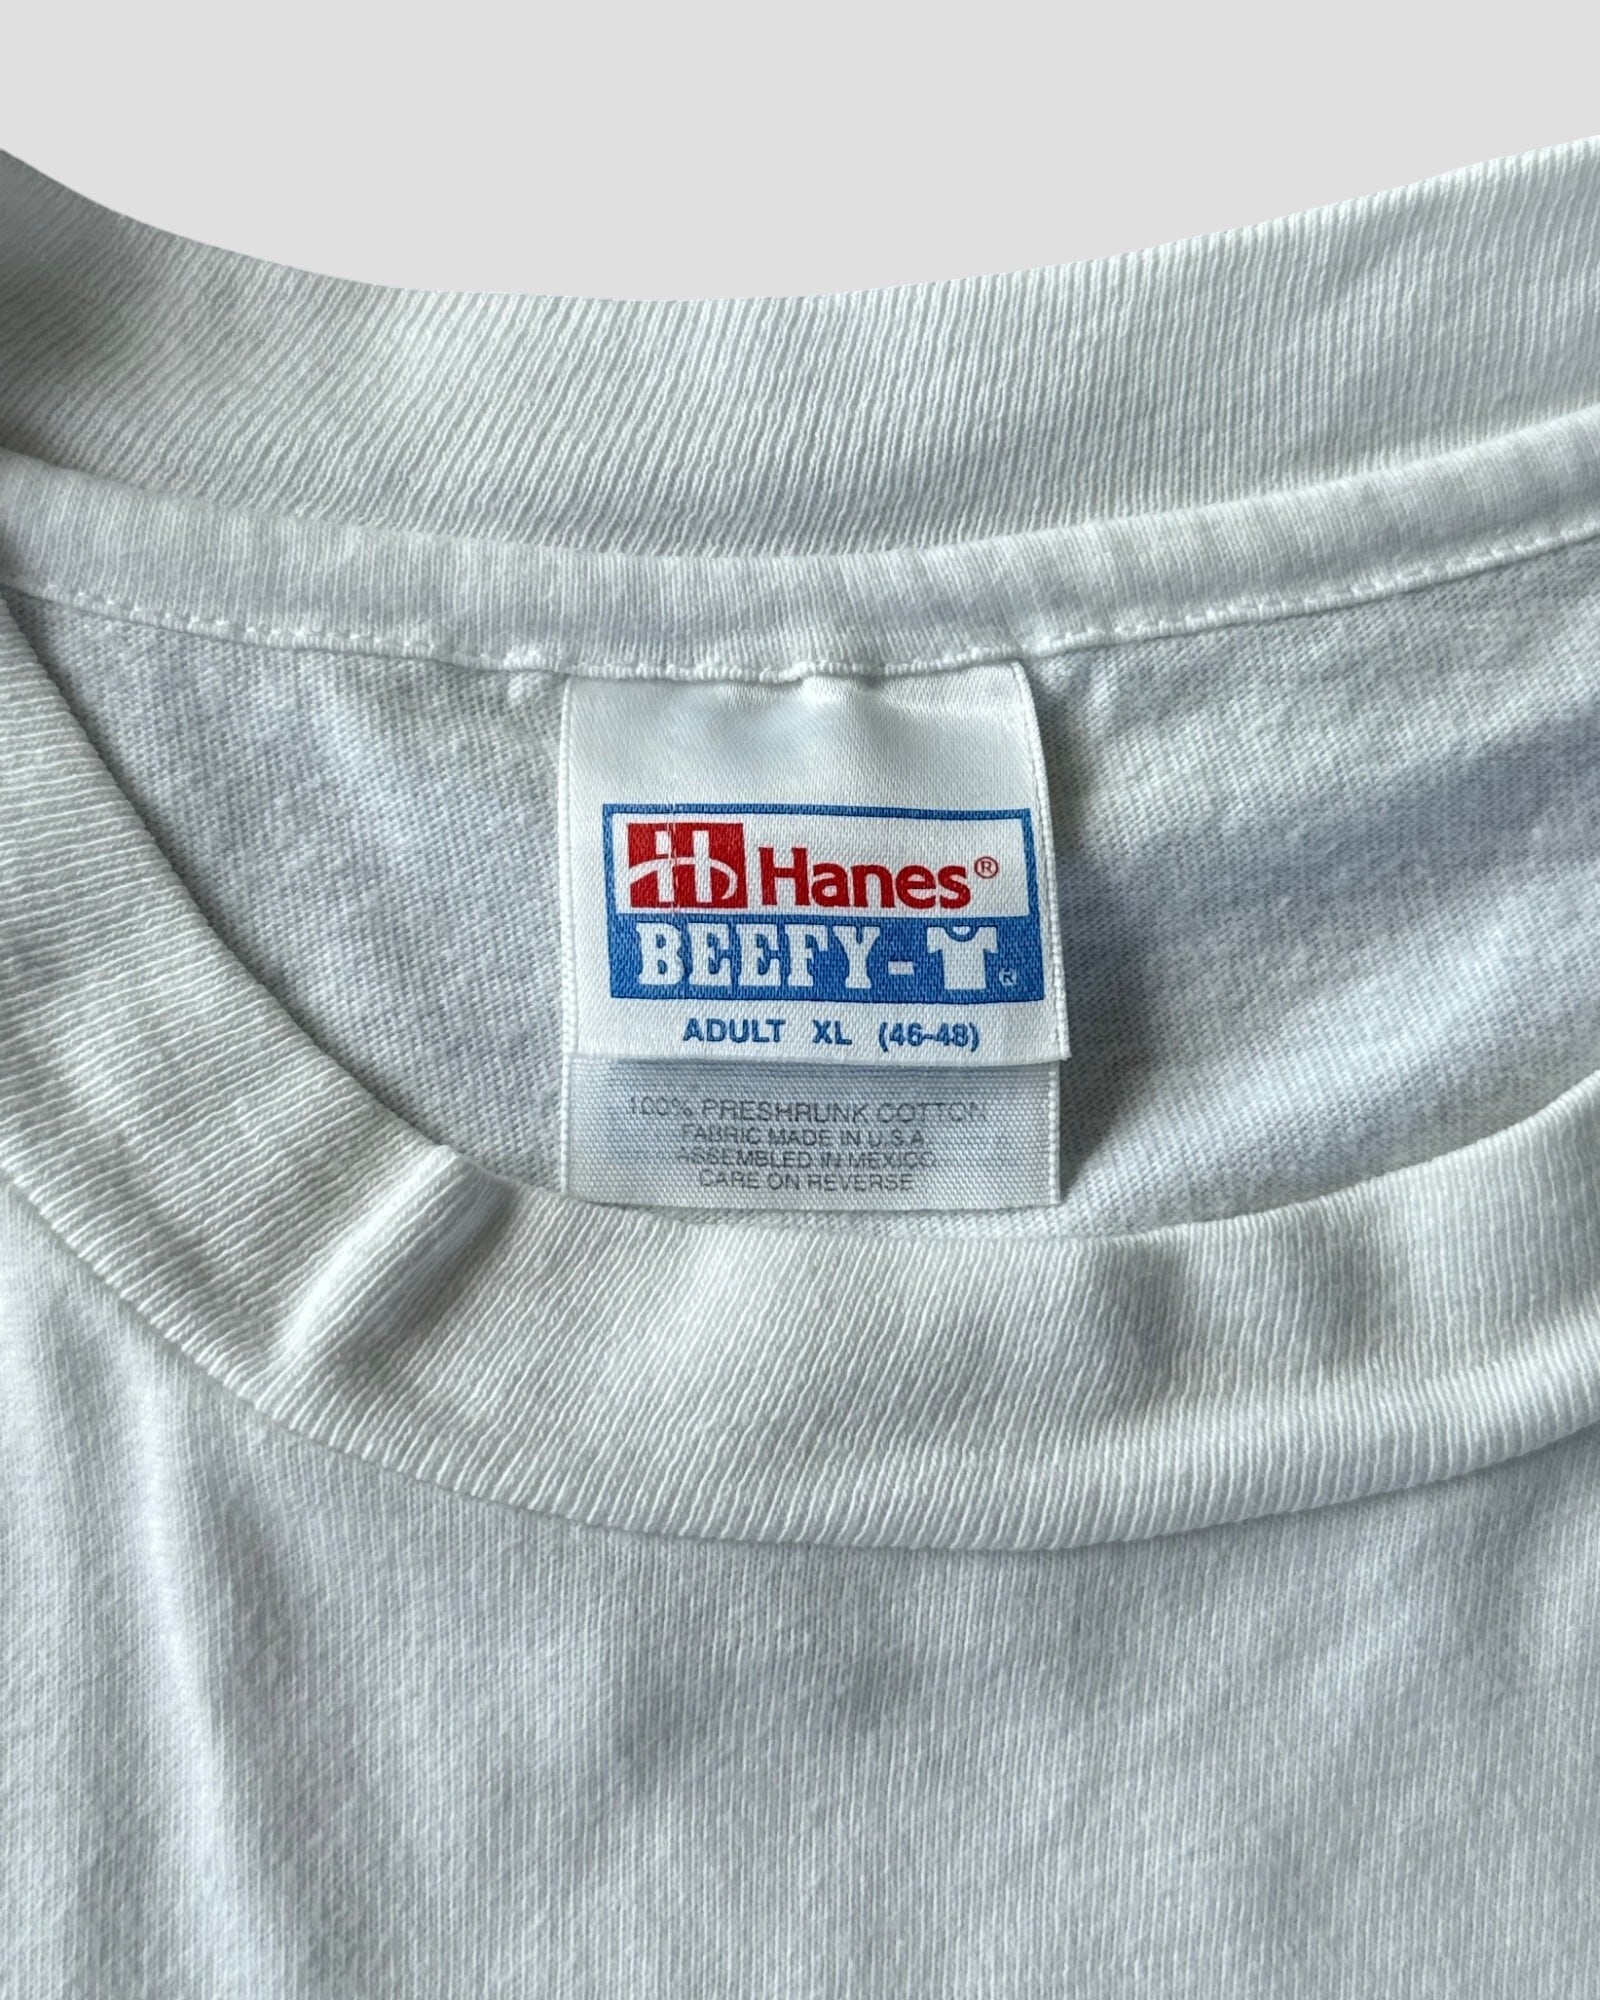 Hanes®
BEEFY-T®
ADULT XL (46-48)
100% PRESHRUNK COTTON
FABRIC MADE IN U.S.A.
ASSEMBLED IN MEXICO
CARE ON REVERSE